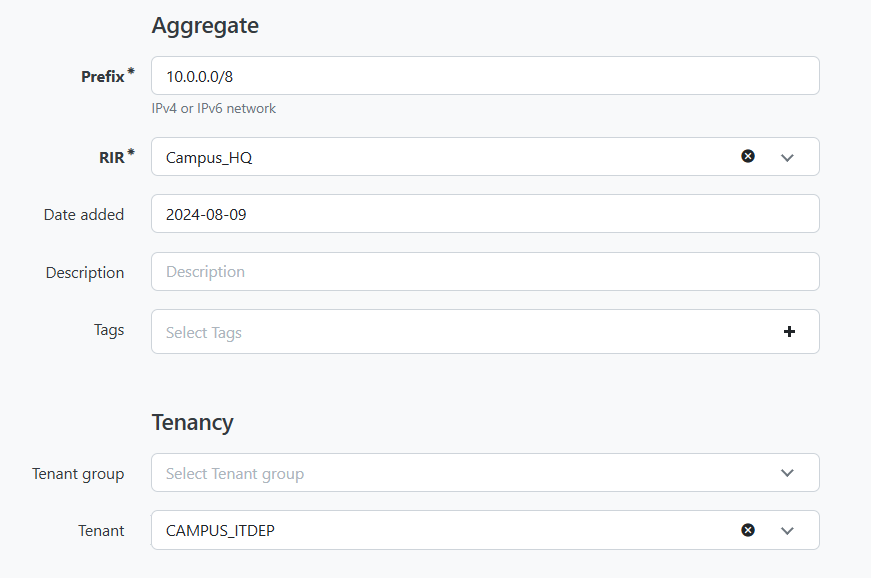 Aggregate
Prefix* 10.0.0.0/8
IPv4 or IPv6 network
RIR* Campus_HQ
Date added 2024-08-09
Description Description
Tags Select Tags
Tenancy
Tenant group Select Tenant group
Tenant CAMPUS_ITDEP